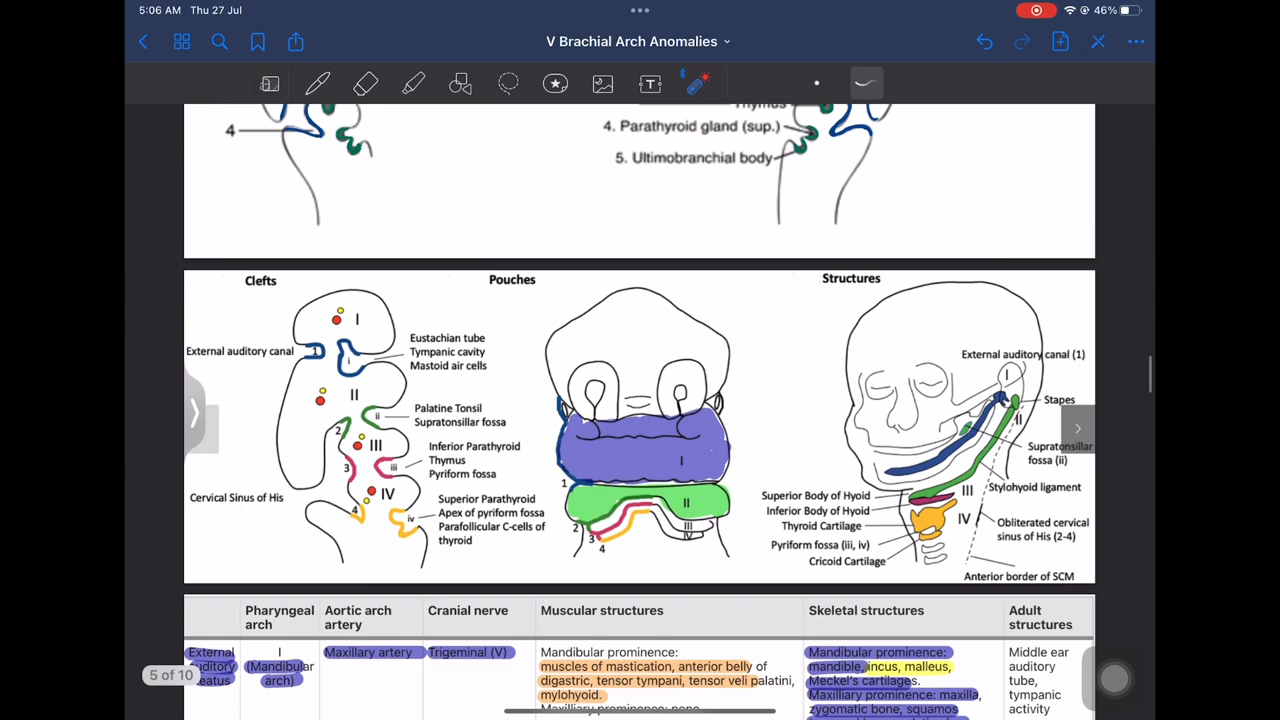 5:06 AM Thu 27 Jul
46%
V Brachial Arch Anomalies
T
Thymus
4
4. Parathyroid gland (sup.)
5. Ultimobranchial body
Clefts
Pouches
Structures
I
External auditory canal
1
i
Eustachian tube
Tympanic cavity
Mastoid air cells
II
ii
Palatine Tonsil
Supratonsillar fossa
2
III
3
iii
Inferior Parathyroid
Thymus
Pyriform fossa
Cervical Sinus of His
IV
4
iv
Superior Parathyroid
Apex of pyriform fossa
Parafollicular C-cells of
thyroid
I
1
II
2
III
3
IV
4
External auditory canal (1)
I
Stapes
II
Supratonsillar
fossa (ii)
Stylohyoid ligament
Superior Body of Hyoid
III
Inferior Body of Hyoid
Thyroid Cartilage
IV
Obliterated cervical
sinus of His (2-4)
Pyriform fossa (iii, iv)
Cricoid Cartilage
Anterior border of SCM
Pharyngeal
arch
Aortic arch
artery
Cranial nerve
Muscular structures
Skeletal structures
Adult
structures
External
auditory
meatus
I
(Mandibular
arch)
Maxillary artery
Trigeminal (V)
Mandibular prominence:
muscles of mastication, anterior belly of
digastric, tensor tympani, tensor veli palatini,
mylohyoid.
Maxillary prominence: none
Mandibular prominence:
mandible, incus, malleus,
Meckel's cartilages.
Maxilliary prominence: maxilla,
zygomatic bone, squamos
Middle ear
auditory
tube,
tympanic
activity
5 of 10